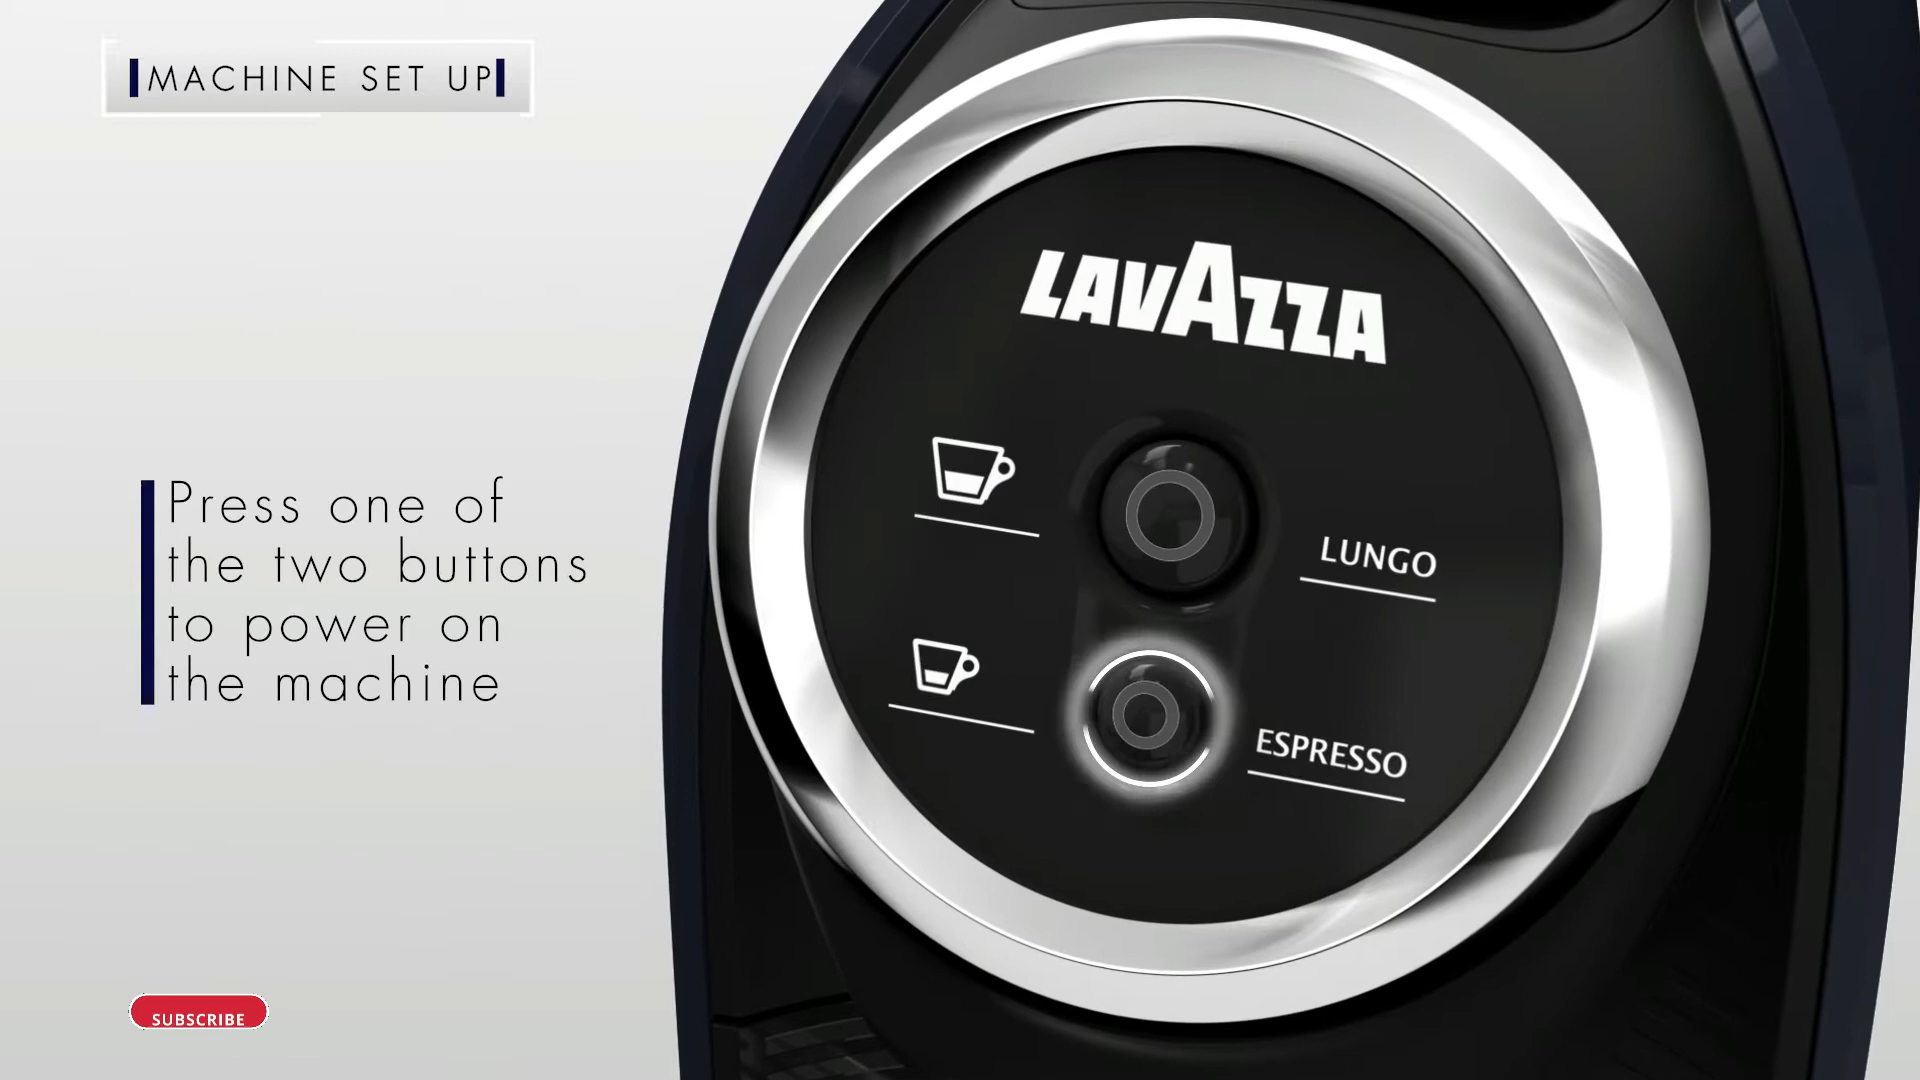 MACHINE SET UP
LAVAZZA
Press one of
the two buttons
to power on
the machine
LUNGO
ESPRESSO
SUBSCRIBE